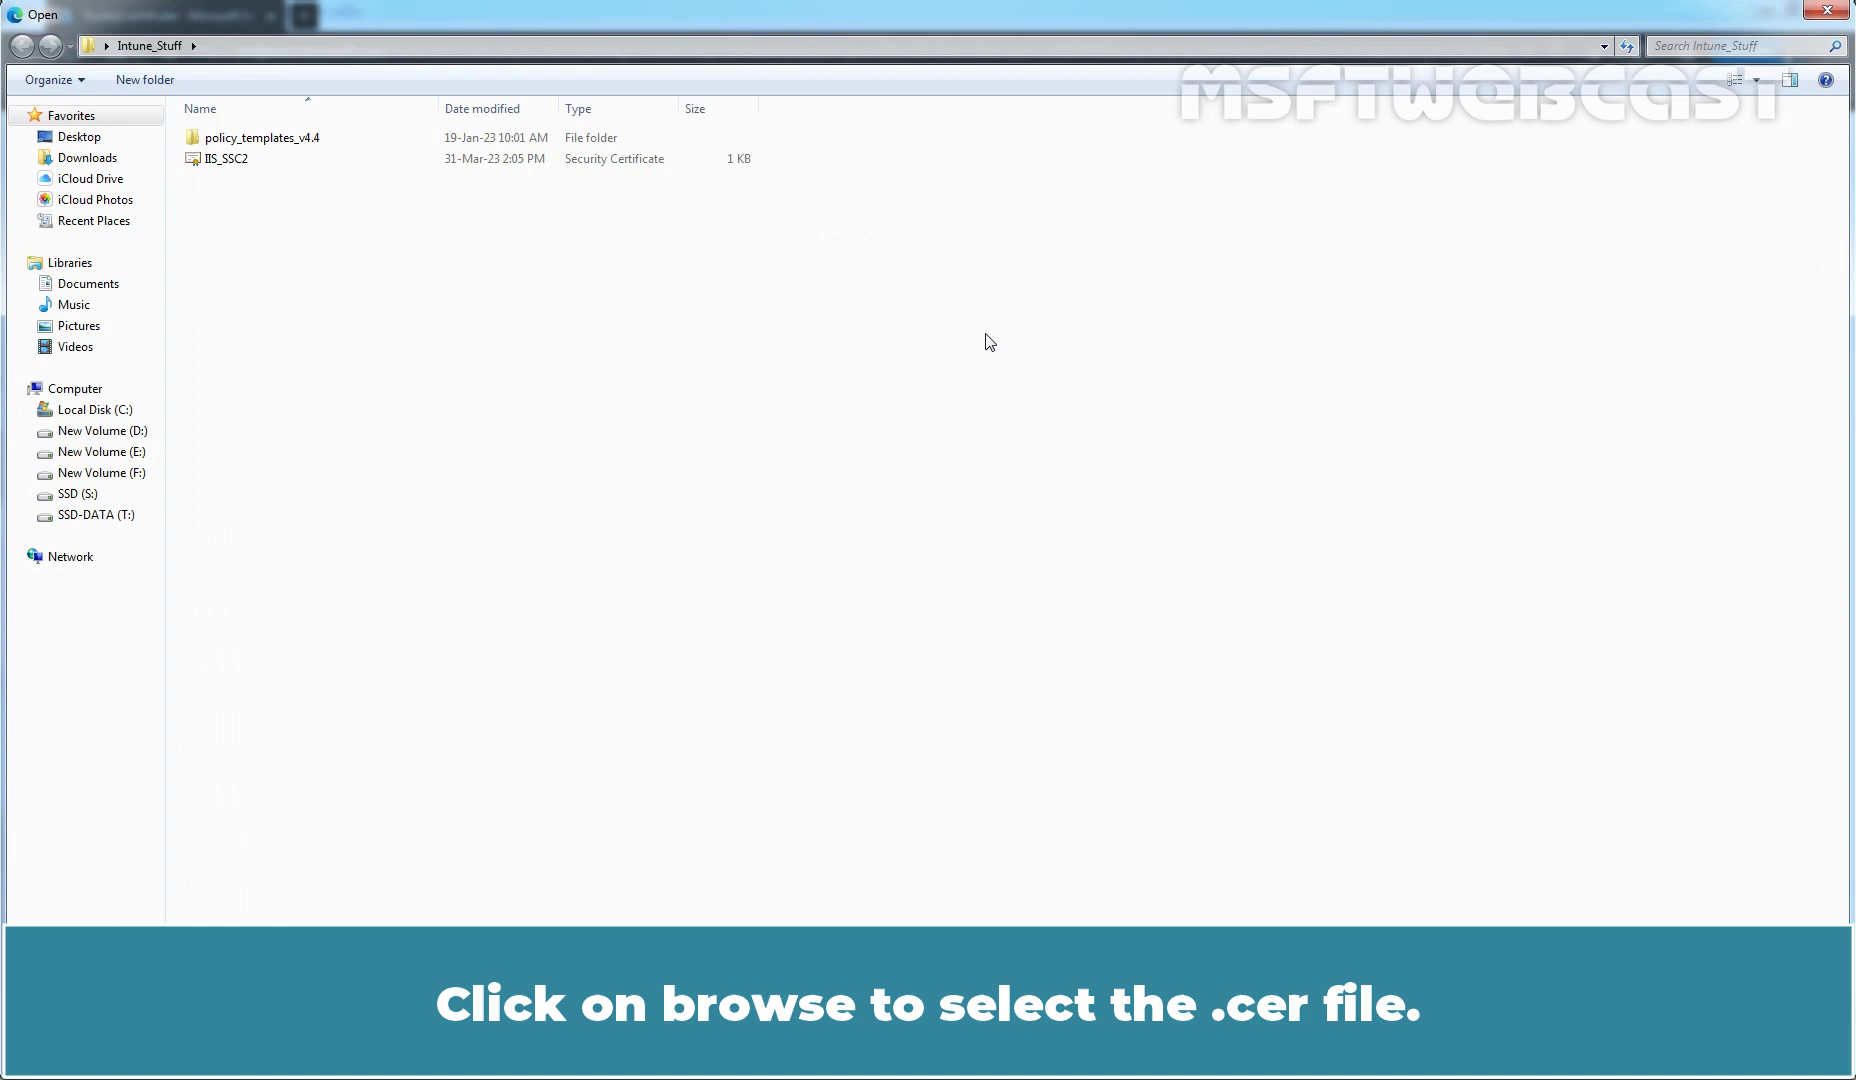 Open
Intune_Stuff
Search Intune_Stuff
Organize
New folder
MSFTWEBCAST
Name
Date modified
Type
Size
policy_templates_v4.4
19-Jan-23 10:01 AM
File folder
IIS_SSC2
31-Mar-23 2:05 PM
Security Certificate
1 KB
Favorites
Desktop
Downloads
iCloud Drive
iCloud Photos
Recent Places
Libraries
Documents
Music
Pictures
Videos
Computer
Local Disk (C:)
New Volume (D:)
New Volume (E:)
New Volume (F:)
SSD (S:)
SSD-DATA (T:)
Network
Click on browse to select the .cer file.